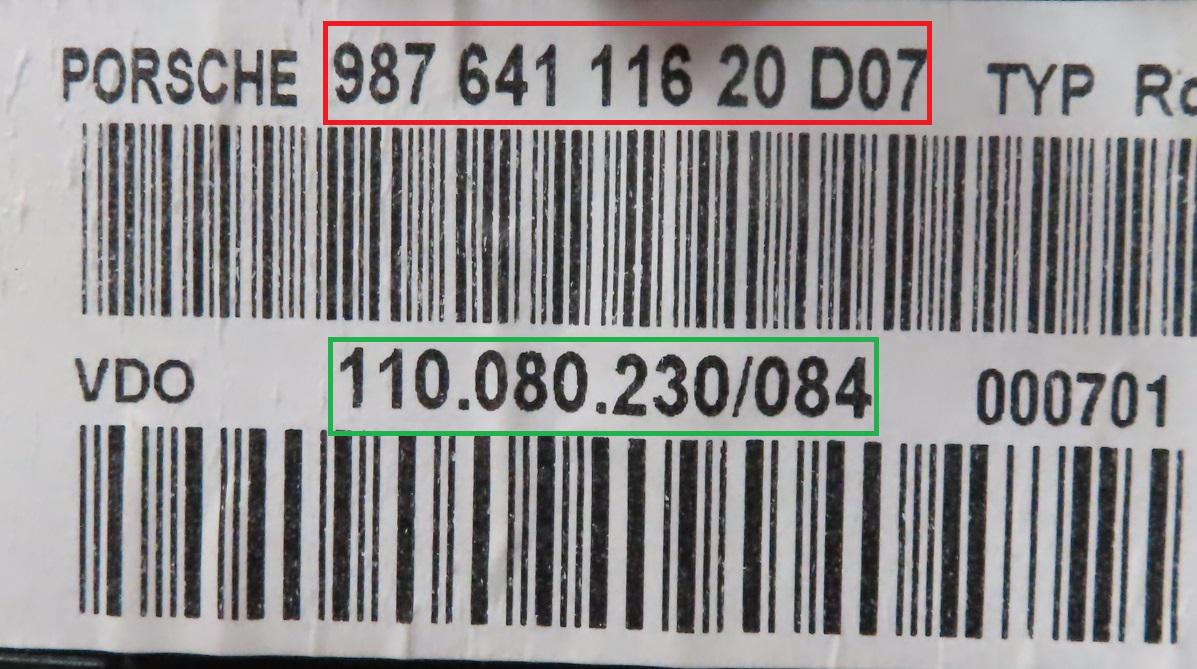 PORSCHE 987 641 116 20 D07 TYP
VDO 110.080.230/084 000701